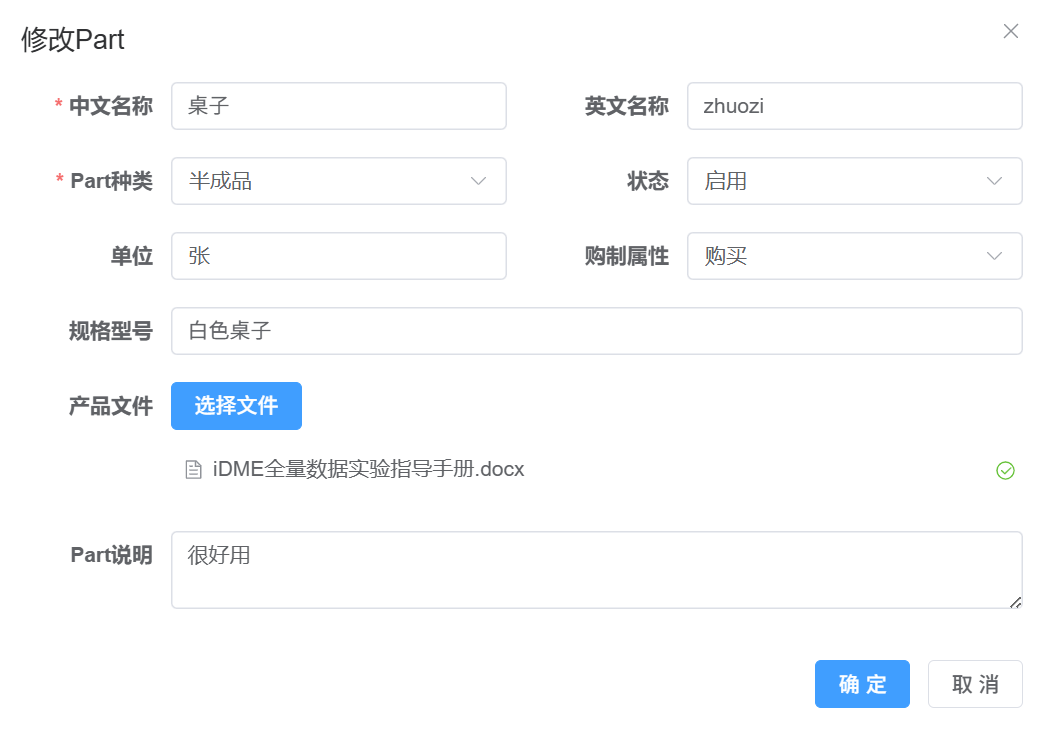 修改Part
* 中文名称 桌子 英文名称 zhuozi
* Part种类 半成品 状态 启用
单位 张 购制属性 购买
规格型号 白色桌子
产品文件 选择文件
iDME全量数据实验指导手册.docx
Part说明 很好用
确 定 取 消